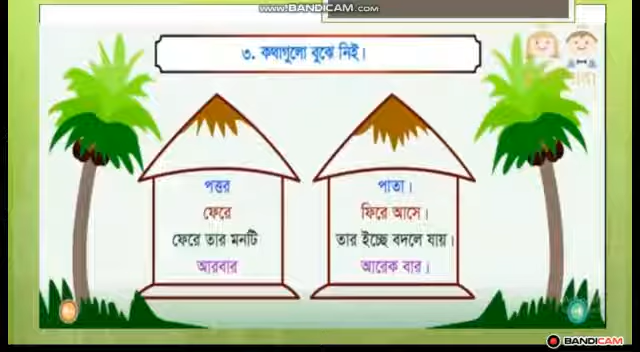 www.BANDICAM.com
৩. কথাগুলো বুঝে নিই।
পত্তর
ফেরে
ফেরে তার মনটি
আরবার
পাতা।
ফিরে আসে।
তার ইচ্ছে বদলে যায়।
আরেক বার।
BANDICAM